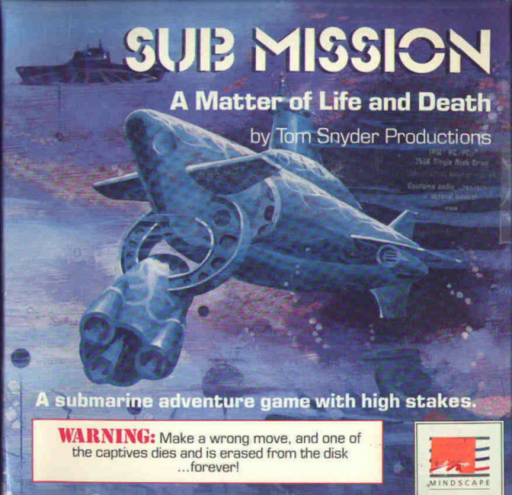 SUB MISSION
A Matter of Life and Death
by Tom Snyder Productions
A submarine adventure game with high stakes.
WARNING: Make a wrong move, and one of
the captives dies and is erased from the disk
...forever!
MINDSCAPE